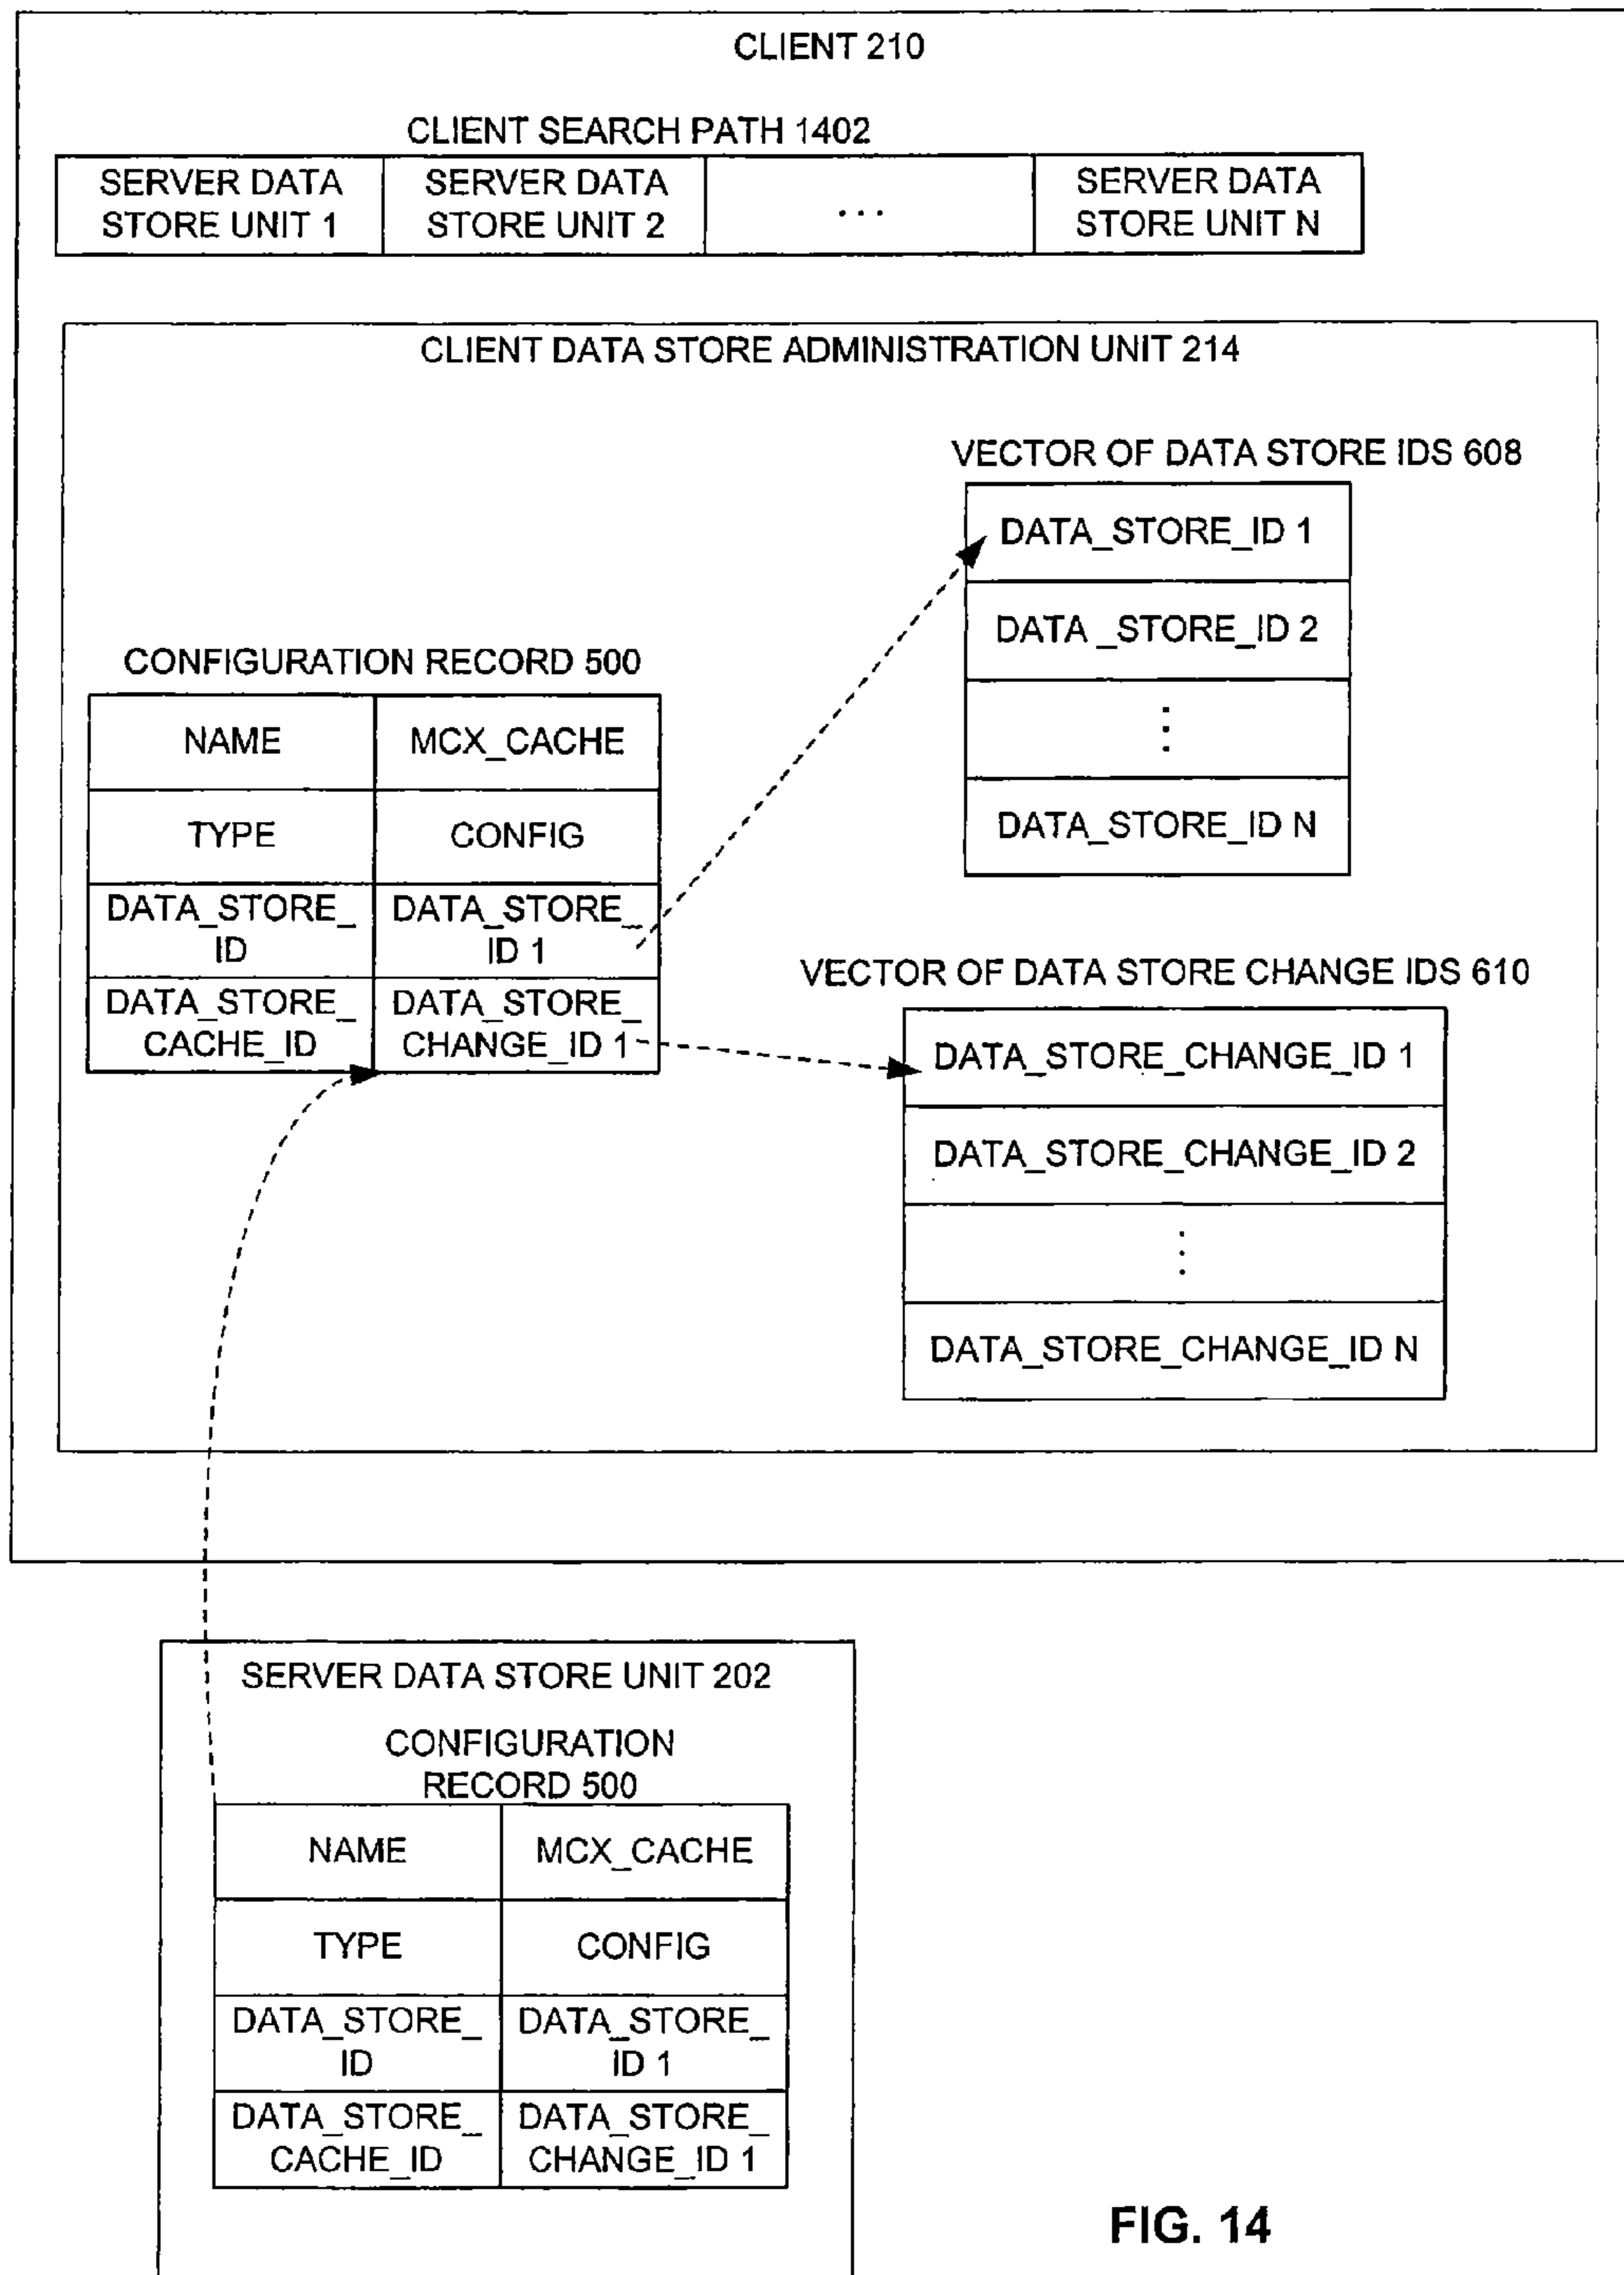 CLIENT 210
CLIENT SEARCH PATH 1402
SERVER DATA
STORE UNIT 1
SERVER DATA
STORE UNIT 2
...
SERVER DATA
STORE UNIT N
CLIENT DATA STORE ADMINISTRATION UNIT 214
VECTOR OF DATA STORE IDS 608
DATA_STORE_ID 1
DATA _STORE_ID 2
⋮
DATA_STORE_ID N
CONFIGURATION RECORD 500
NAME
MCX_CACHE
TYPE
CONFIG
DATA_STORE_
ID
DATA_STORE_
ID 1
DATA_STORE_
CACHE_ID
DATA_STORE_
CHANGE_ID 1
VECTOR OF DATA STORE CHANGE IDS 610
DATA_STORE_CHANGE_ID 1
DATA_STORE_CHANGE_ID 2
⋮
DATA_STORE_CHANGE_ID N
SERVER DATA STORE UNIT 202
CONFIGURATION
RECORD 500
NAME
MCX_CACHE
TYPE
CONFIG
DATA_STORE_
ID
DATA_STORE_
ID 1
DATA_STORE_
CACHE_ID
DATA_STORE_
CHANGE_ID 1
FIG. 14